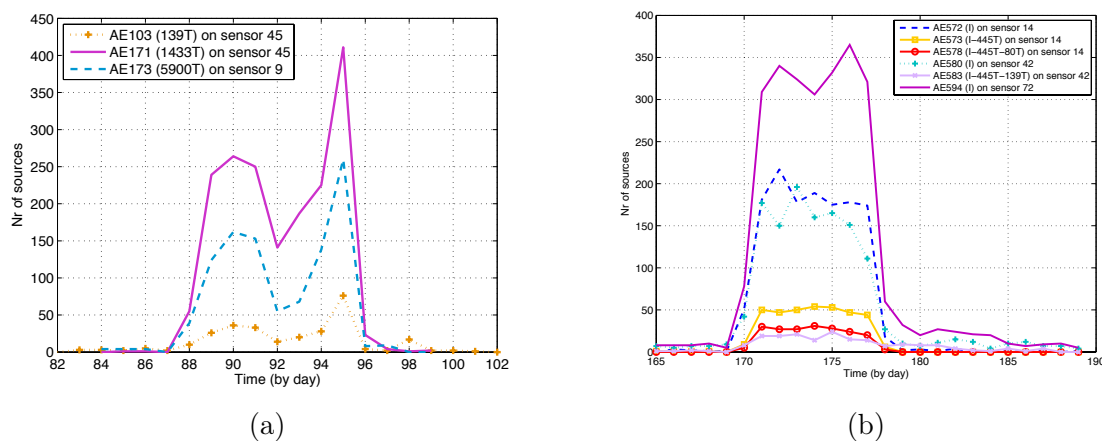 AE103 (139T) on sensor 45
AE171 (1433T) on sensor 45
AE173 (5900T) on sensor 9
450
400
350
300
250
200
150
100
50
0
Nr of sources
82 84 86 88 90 92 94 96 98 100 102
Time (by day)
(a)
AE572 (I) on sensor 14
AE573 (I−445T) on sensor 14
AE578 (I−445T−80T) on sensor 14
AE580 (I) on sensor 42
AE583 (I−445T−139T) on sensor 42
AE594 (I) on sensor 72
400
350
300
250
200
150
100
50
0
Nr of sources
165 170 175 180 185 190
Time (by day)
(b)